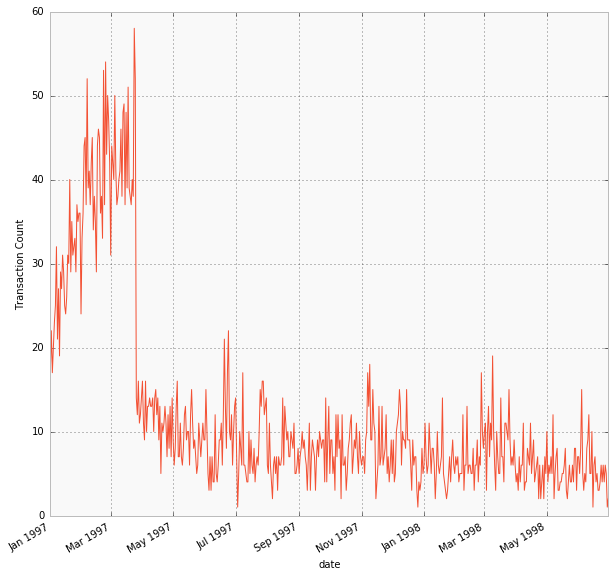 60
50
40
30
20
10
0
Transaction Count
Jan 1997
Mar 1997
May 1997
Jul 1997
Sep 1997
Nov 1997
Jan 1998
Mar 1998
May 1998
date